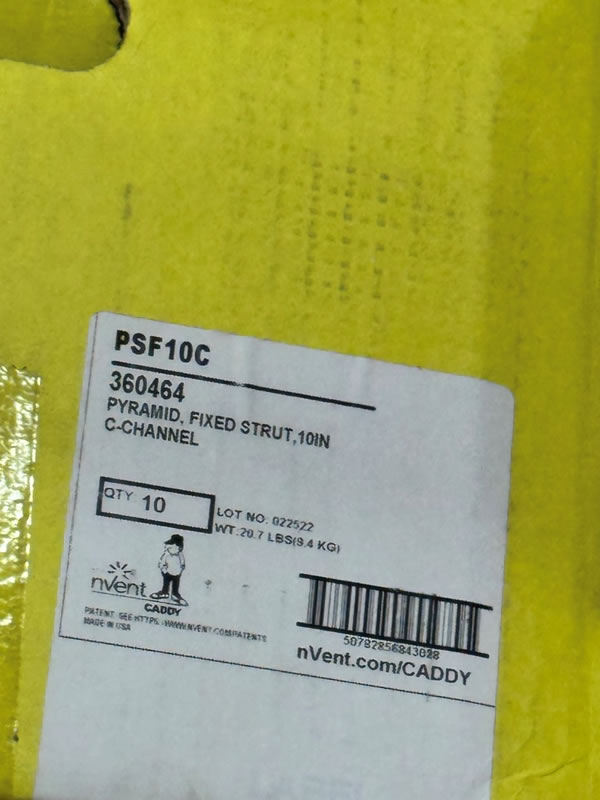 PSF10C
360464
PYRAMID, FIXED STRUT,10IN
C-CHANNEL
QTY: 10
LOT NO: 022522
WT:20.7 LBS(9.4 KG)
nvent
CADDY
PATENT: SEE HTTPS://WWW.NVENT.COM/PATENTS
MADE IN USA
50782856843028
nVent.com/CADDY